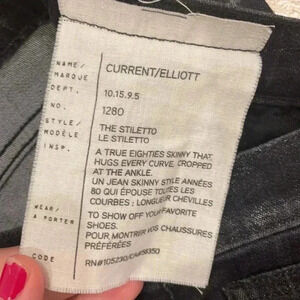 NAME/
MARQUE
CURRENT/ELLIOTT
DEPT.
10.15.9.5
NO.
1280
STYLE/
MODÈLE
THE STILETTO
LE STILETTO
INSP.
A TRUE EIGHTIES SKINNY THAT
HUGS EVERY CURVE, CROPPED
AT THE ANKLE.
UN JEAN SKINNY STYLE ANNÉES
80 QUI ÉPOUSE TOUTES LES
COURBES : LONGUEUR CHEVILLES
WEAR/
A PORTER
TO SHOW OFF YOUR FAVORITE
SHOES.
POUR MONTRER VOS CHAUSSURES
PRÉFÉRÉES
CODE